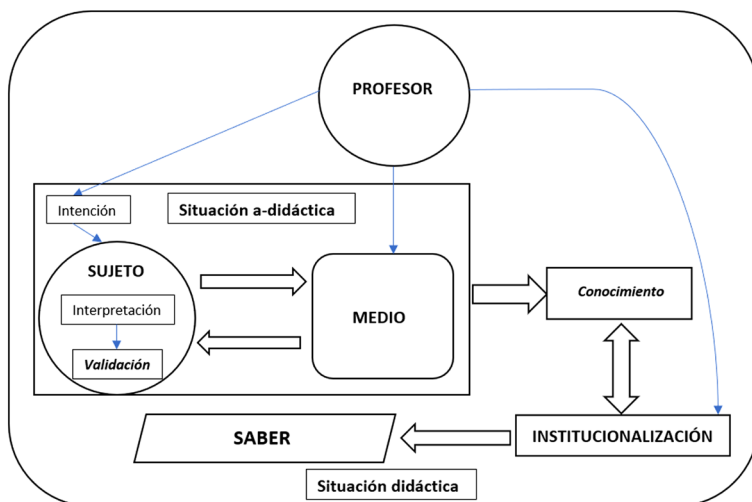 PROFESOR
Intención
Situación a-didáctica
SUJETO
Interpretación
Validación
MEDIO
Conocimiento
SABER
INSTITUCIONALIZACIÓN
Situación didáctica